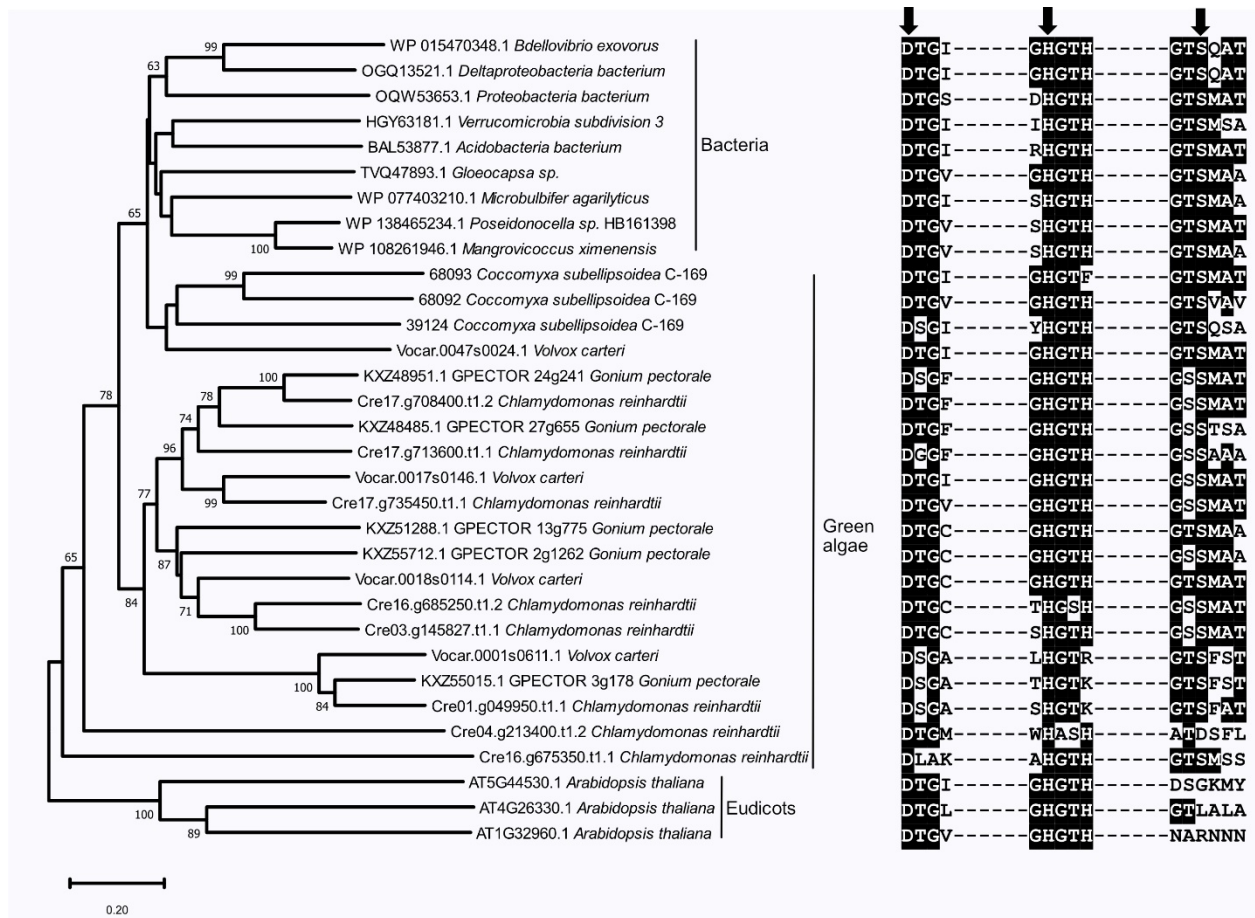 WP 015470348.1 Bdellovibrio exovorus DTGI------GHGTH------GTSQAT
99
OGQ13521.1 Deltaproteobacteria bacterium DTGI------GHGTH------GTSQAT
63
OQW53653.1 Proteobacteria bacterium DTGS------DHGTH------GTSMAT
HGY63181.1 Verrucomicrobia subdivision 3 DTGI------IHGTH------GTSMSA
BAL53877.1 Acidobacteria bacterium DTGI------RHGTH------GTSMAT
Bacteria
TVQ47893.1 Gloeocapsa sp. DTGV------GHGTH------GTSMAA
WP 077403210.1 Microbulbifer agarilyticus DTGI------SHGTH------GTSMAA
65
WP 138465234.1 Poseidonocella sp. HB161398 DTGV------SHGTH------GTSMAT
100
WP 108261946.1 Mangrovicoccus ximenensis DTGV------SHGTH------GTSMAA
99
68093 Coccomyxa subellipsoidea C-169 DTGI------GHGTF------GTSMAT
68092 Coccomyxa subellipsoidea C-169 DTGV------GHGTH------GTSVAV
39124 Coccomyxa subellipsoidea C-169 DSGI------YHGTH------GTSQSA
Vocar.0047s0024.1 Volvox carteri DTGI------GHGTH------GTSMAT
100
KXZ48951.1 GPECTOR 24g241 Gonium pectorale DSGF------GHGTH------GSSMAT
78
78
Cre17.g708400.t1.2 Chlamydomonas reinhardtii DTGF------GHGTH------GSSMAT
74
KXZ48485.1 GPECTOR 27g655 Gonium pectorale DTGF------GHGTH------GSSTSA
96
Cre17.g713600.t1.1 Chlamydomonas reinhardtii DGGF------GHGTH------GSSAAA
Vocar.0017s0146.1 Volvox carteri DTGI------GHGTH------GSSMAT
77
99
Cre17.g735450.t1.1 Chlamydomonas reinhardtii DTGV------GHGTH------GSSMAT
KXZ51288.1 GPECTOR 13g775 Gonium pectorale DTGC------GHGTH------GTSMAA
Green
algae
KXZ55712.1 GPECTOR 2g1262 Gonium pectorale DTGC------GHGTH------GSSMAA
65
87
Vocar.0018s0114.1 Volvox carteri DTGC------GHGTH------GTSMAT
84
71
Cre16.g685250.t1.2 Chlamydomonas reinhardtii DTGC------THGSH------GSSMAT
100
Cre03.g145827.t1.1 Chlamydomonas reinhardtii DTGC------SHGTH------GSSMAT
Vocar.0001s0611.1 Volvox carteri DSGA------LHGTR------GTSFST
100
KXZ55015.1 GPECTOR 3g178 Gonium pectorale DSGA------THGTK------GTSFST
84
Cre01.g049950.t1.1 Chlamydomonas reinhardtii DSGA------SHGTK------GTSFAT
Cre04.g213400.t1.2 Chlamydomonas reinhardtii DTGM------WHASH------ATDSFL
Cre16.g675350.t1.1 Chlamydomonas reinhardtii DLAK------AHGTH------GTSMSS
AT5G44530.1 Arabidopsis thaliana DTGI------GHGTH------DSGKMY
100
AT4G26330.1 Arabidopsis thaliana DTGL------GHGTH------GTLALA
Eudicots
89
AT1G32960.1 Arabidopsis thaliana DTGV------GHGTH------NARNNN
0.20